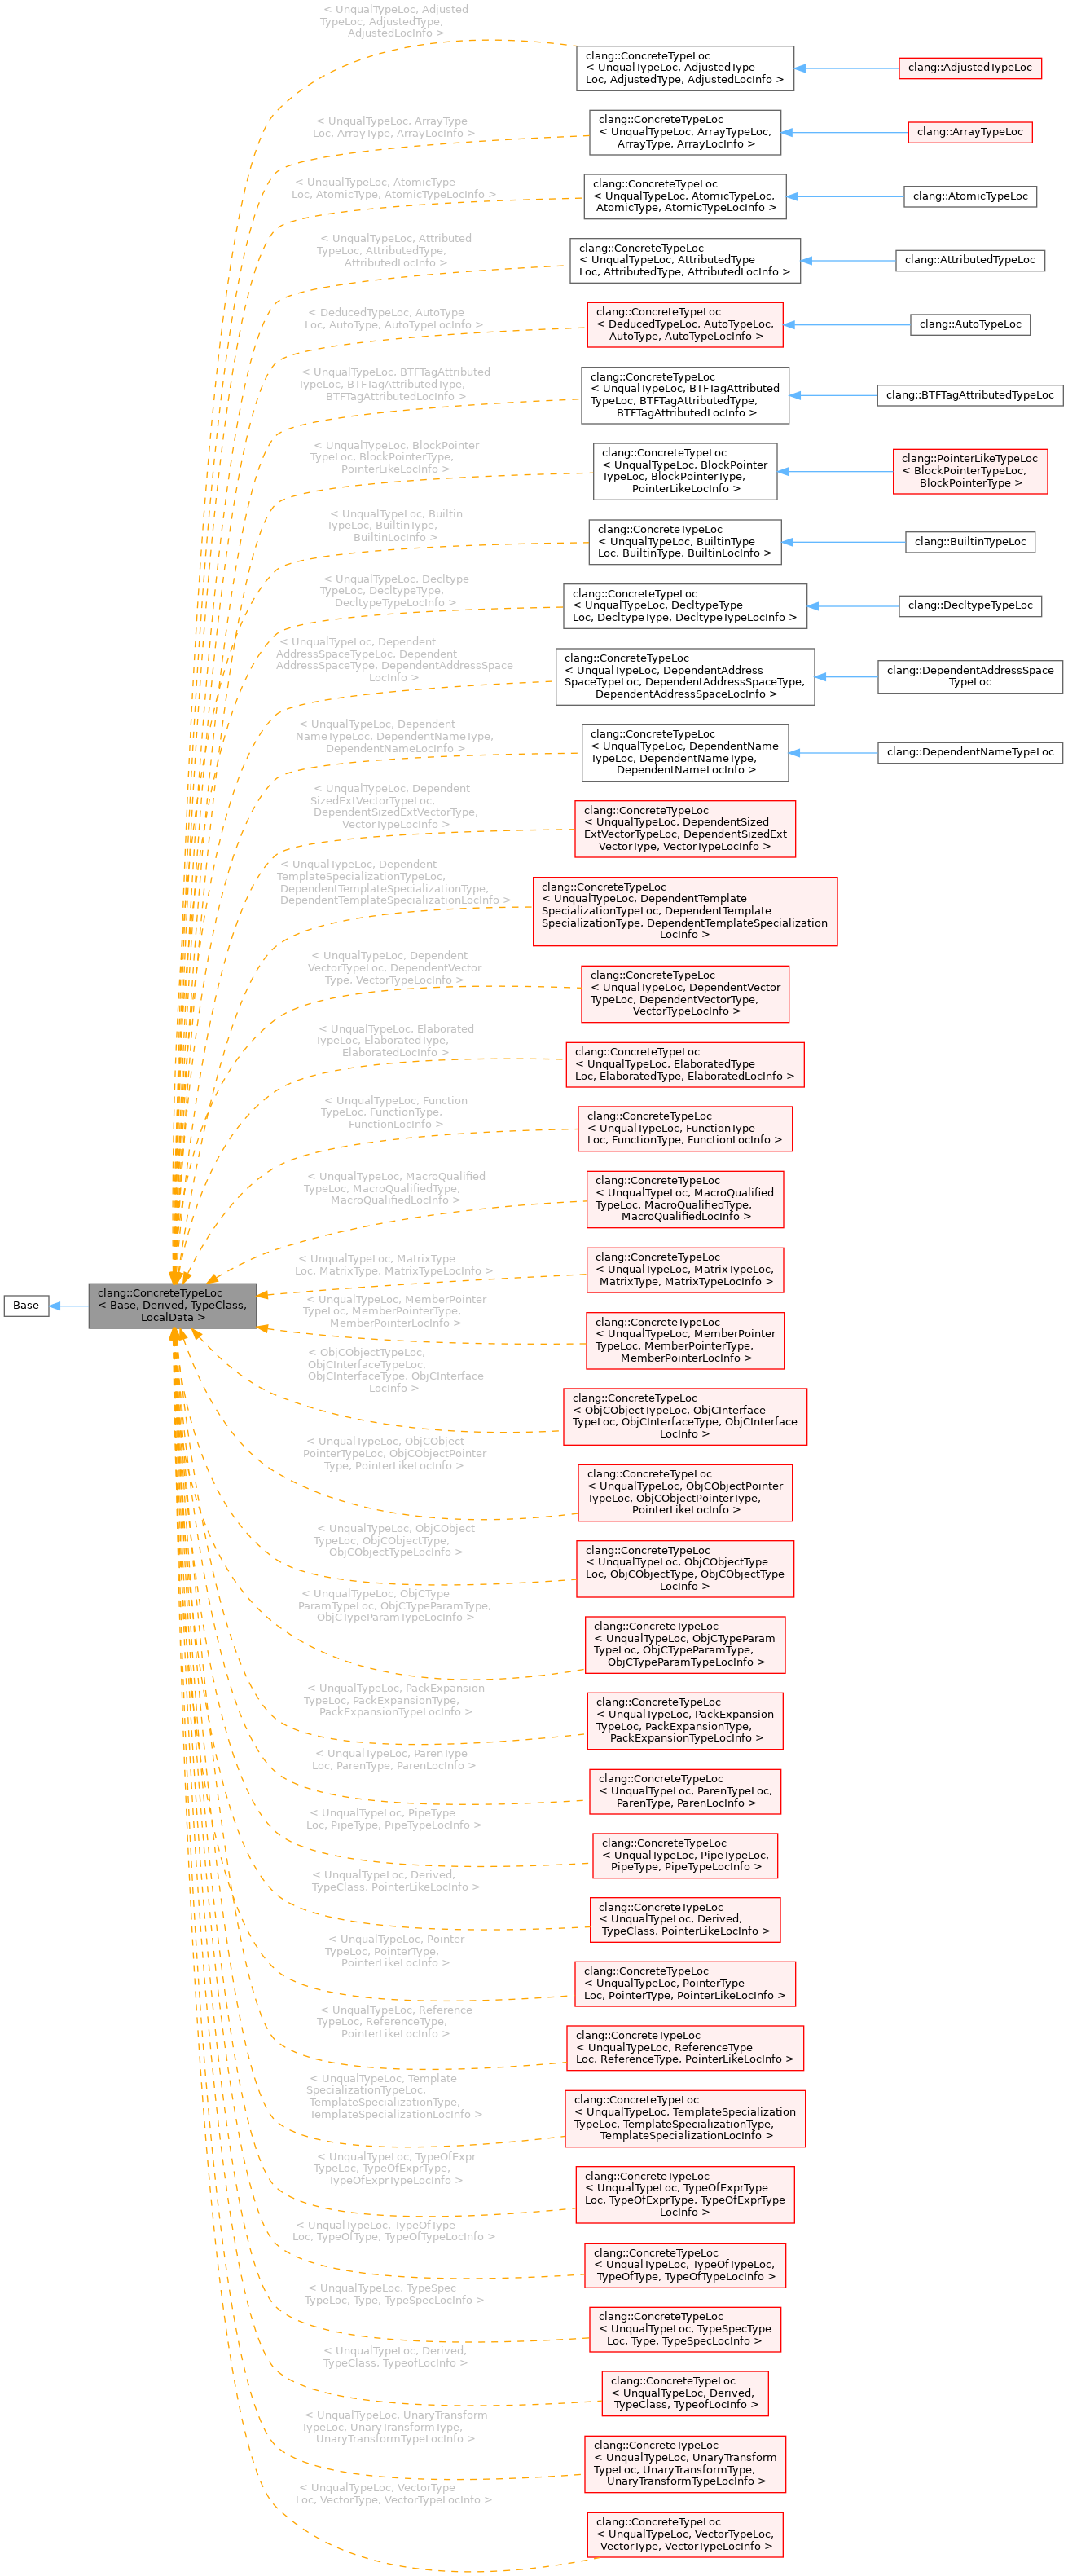 < UnqualTypeLoc, Adjusted
TypeLoc, AdjustedType,
AdjustedLocInfo >
clang::ConcreteTypeLoc
< UnqualTypeLoc, AdjustedType
Loc, AdjustedType, AdjustedLocInfo >
clang::AdjustedTypeLoc
< UnqualTypeLoc, ArrayType
Loc, ArrayType, ArrayLocInfo >
clang::ConcreteTypeLoc
< UnqualTypeLoc, ArrayTypeLoc,
ArrayType, ArrayLocInfo >
clang::ArrayTypeLoc
< UnqualTypeLoc, AtomicType
Loc, AtomicType, AtomicTypeLocInfo >
clang::ConcreteTypeLoc
< UnqualTypeLoc, AtomicTypeLoc,
AtomicType, AtomicTypeLocInfo >
clang::AtomicTypeLoc
< UnqualTypeLoc, Attributed
TypeLoc, AttributedType,
AttributedLocInfo >
clang::ConcreteTypeLoc
< UnqualTypeLoc, AttributedType
Loc, AttributedType, AttributedLocInfo >
clang::AttributedTypeLoc
< DeducedTypeLoc, AutoType
Loc, AutoType, AutoTypeLocInfo >
clang::ConcreteTypeLoc
< DeducedTypeLoc, AutoTypeLoc,
AutoType, AutoTypeLocInfo >
clang::AutoTypeLoc
< UnqualTypeLoc, BTFTagAttributed
TypeLoc, BTFTagAttributedType,
BTFTagAttributedLocInfo >
clang::ConcreteTypeLoc
< UnqualTypeLoc, BTFTagAttributed
TypeLoc, BTFTagAttributedType,
BTFTagAttributedLocInfo >
clang::BTFTagAttributedTypeLoc
< UnqualTypeLoc, BlockPointer
TypeLoc, BlockPointerType,
PointerLikeLocInfo >
clang::ConcreteTypeLoc
< UnqualTypeLoc, BlockPointer
TypeLoc, BlockPointerType,
PointerLikeLocInfo >
clang::PointerLikeTypeLoc
< BlockPointerTypeLoc,
BlockPointerType >
< UnqualTypeLoc, Builtin
TypeLoc, BuiltinType,
BuiltinLocInfo >
clang::ConcreteTypeLoc
< UnqualTypeLoc, BuiltinType
Loc, BuiltinType, BuiltinLocInfo >
clang::BuiltinTypeLoc
< UnqualTypeLoc, Decltype
TypeLoc, DecltypeType,
DecltypeTypeLocInfo >
clang::ConcreteTypeLoc
< UnqualTypeLoc, DecltypeType
Loc, DecltypeType, DecltypeTypeLocInfo >
clang::DecltypeTypeLoc
< UnqualTypeLoc, Dependent
AddressSpaceTypeLoc, Dependent
AddressSpaceType, DependentAddressSpace
LocInfo >
clang::ConcreteTypeLoc
< UnqualTypeLoc, DependentAddress
SpaceTypeLoc, DependentAddressSpaceType,
DependentAddressSpaceLocInfo >
clang::DependentAddressSpace
TypeLoc
< UnqualTypeLoc, Dependent
NameTypeLoc, DependentNameType,
DependentNameLocInfo >
clang::ConcreteTypeLoc
< UnqualTypeLoc, DependentName
TypeLoc, DependentNameType,
DependentNameLocInfo >
clang::DependentNameTypeLoc
< UnqualTypeLoc, Dependent
SizedExtVectorTypeLoc,
DependentSizedExtVectorType,
VectorTypeLocInfo >
clang::ConcreteTypeLoc
< UnqualTypeLoc, DependentSized
ExtVectorTypeLoc, DependentSizedExt
VectorType, VectorTypeLocInfo >
< UnqualTypeLoc, Dependent
TemplateSpecializationTypeLoc,
DependentTemplateSpecializationType,
DependentTemplateSpecializationLocInfo >
clang::ConcreteTypeLoc
< UnqualTypeLoc, DependentTemplate
SpecializationTypeLoc, DependentTemplate
SpecializationType, DependentTemplateSpecialization
LocInfo >
< UnqualTypeLoc, Dependent
VectorTypeLoc, DependentVector
Type, VectorTypeLocInfo >
clang::ConcreteTypeLoc
< UnqualTypeLoc, DependentVector
TypeLoc, DependentVectorType,
VectorTypeLocInfo >
< UnqualTypeLoc, Elaborated
TypeLoc, ElaboratedType,
ElaboratedLocInfo >
clang::ConcreteTypeLoc
< UnqualTypeLoc, ElaboratedType
Loc, ElaboratedType, ElaboratedLocInfo >
< UnqualTypeLoc, Function
TypeLoc, FunctionType,
FunctionLocInfo >
clang::ConcreteTypeLoc
< UnqualTypeLoc, FunctionType
Loc, FunctionType, FunctionLocInfo >
< UnqualTypeLoc, MacroQualified
TypeLoc, MacroQualifiedType,
MacroQualifiedLocInfo >
clang::ConcreteTypeLoc
< UnqualTypeLoc, MacroQualified
TypeLoc, MacroQualifiedType,
MacroQualifiedLocInfo >
< UnqualTypeLoc, MatrixType
Loc, MatrixType, MatrixTypeLocInfo >
clang::ConcreteTypeLoc
< UnqualTypeLoc, MatrixTypeLoc,
MatrixType, MatrixTypeLocInfo >
Base
clang::ConcreteTypeLoc
< Base, Derived, TypeClass,
LocalData >
< UnqualTypeLoc, MemberPointer
TypeLoc, MemberPointerType,
MemberPointerLocInfo >
clang::ConcreteTypeLoc
< UnqualTypeLoc, MemberPointer
TypeLoc, MemberPointerType,
MemberPointerLocInfo >
< ObjCObjectTypeLoc,
ObjCInterfaceTypeLoc,
ObjCInterfaceType, ObjCInterface
LocInfo >
clang::ConcreteTypeLoc
< ObjCObjectTypeLoc, ObjCInterface
TypeLoc, ObjCInterfaceType, ObjCInterface
LocInfo >
< UnqualTypeLoc, ObjCObject
PointerTypeLoc, ObjCObjectPointer
Type, PointerLikeLocInfo >
clang::ConcreteTypeLoc
< UnqualTypeLoc, ObjCObjectPointer
TypeLoc, ObjCObjectPointerType,
PointerLikeLocInfo >
< UnqualTypeLoc, ObjCObject
TypeLoc, ObjCObjectType,
ObjCObjectTypeLocInfo >
clang::ConcreteTypeLoc
< UnqualTypeLoc, ObjCObjectType
Loc, ObjCObjectType, ObjCObjectType
LocInfo >
< UnqualTypeLoc, ObjCType
ParamTypeLoc, ObjCTypeParamType,
ObjCTypeParamTypeLocInfo >
clang::ConcreteTypeLoc
< UnqualTypeLoc, ObjCTypeParam
TypeLoc, ObjCTypeParamType,
ObjCTypeParamTypeLocInfo >
< UnqualTypeLoc, PackExpansion
TypeLoc, PackExpansionType,
PackExpansionTypeLocInfo >
clang::ConcreteTypeLoc
< UnqualTypeLoc, PackExpansion
TypeLoc, PackExpansionType,
PackExpansionTypeLocInfo >
< UnqualTypeLoc, ParenType
Loc, ParenType, ParenLocInfo >
clang::ConcreteTypeLoc
< UnqualTypeLoc, ParenTypeLoc,
ParenType, ParenLocInfo >
< UnqualTypeLoc, PipeType
Loc, PipeType, PipeTypeLocInfo >
clang::ConcreteTypeLoc
< UnqualTypeLoc, PipeTypeLoc,
PipeType, PipeTypeLocInfo >
< UnqualTypeLoc, Derived,
TypeClass, PointerLikeLocInfo >
clang::ConcreteTypeLoc
< UnqualTypeLoc, Derived,
TypeClass, PointerLikeLocInfo >
< UnqualTypeLoc, Pointer
TypeLoc, PointerType,
PointerLikeLocInfo >
clang::ConcreteTypeLoc
< UnqualTypeLoc, PointerType
Loc, PointerType, PointerLikeLocInfo >
< UnqualTypeLoc, Reference
TypeLoc, ReferenceType,
PointerLikeLocInfo >
clang::ConcreteTypeLoc
< UnqualTypeLoc, ReferenceType
Loc, ReferenceType, PointerLikeLocInfo >
< UnqualTypeLoc, Template
SpecializationTypeLoc,
TemplateSpecializationType,
TemplateSpecializationLocInfo >
clang::ConcreteTypeLoc
< UnqualTypeLoc, TemplateSpecialization
TypeLoc, TemplateSpecializationType,
TemplateSpecializationLocInfo >
< UnqualTypeLoc, TypeOfExpr
TypeLoc, TypeOfExprType,
TypeOfExprTypeLocInfo >
clang::ConcreteTypeLoc
< UnqualTypeLoc, TypeOfExprType
Loc, TypeOfExprType, TypeOfExprType
LocInfo >
< UnqualTypeLoc, TypeOfType
Loc, TypeOfType, TypeOfTypeLocInfo >
clang::ConcreteTypeLoc
< UnqualTypeLoc, TypeOfTypeLoc,
TypeOfType, TypeOfTypeLocInfo >
< UnqualTypeLoc, TypeSpec
TypeLoc, Type, TypeSpecLocInfo >
clang::ConcreteTypeLoc
< UnqualTypeLoc, TypeSpecType
Loc, Type, TypeSpecLocInfo >
< UnqualTypeLoc, Derived,
TypeClass, TypeofLocInfo >
clang::ConcreteTypeLoc
< UnqualTypeLoc, Derived,
TypeClass, TypeofLocInfo >
< UnqualTypeLoc, UnaryTransform
TypeLoc, UnaryTransformType,
UnaryTransformTypeLocInfo >
clang::ConcreteTypeLoc
< UnqualTypeLoc, UnaryTransform
TypeLoc, UnaryTransformType,
UnaryTransformTypeLocInfo >
< UnqualTypeLoc, VectorType
Loc, VectorType, VectorTypeLocInfo >
clang::ConcreteTypeLoc
< UnqualTypeLoc, VectorTypeLoc,
VectorType, VectorTypeLocInfo >